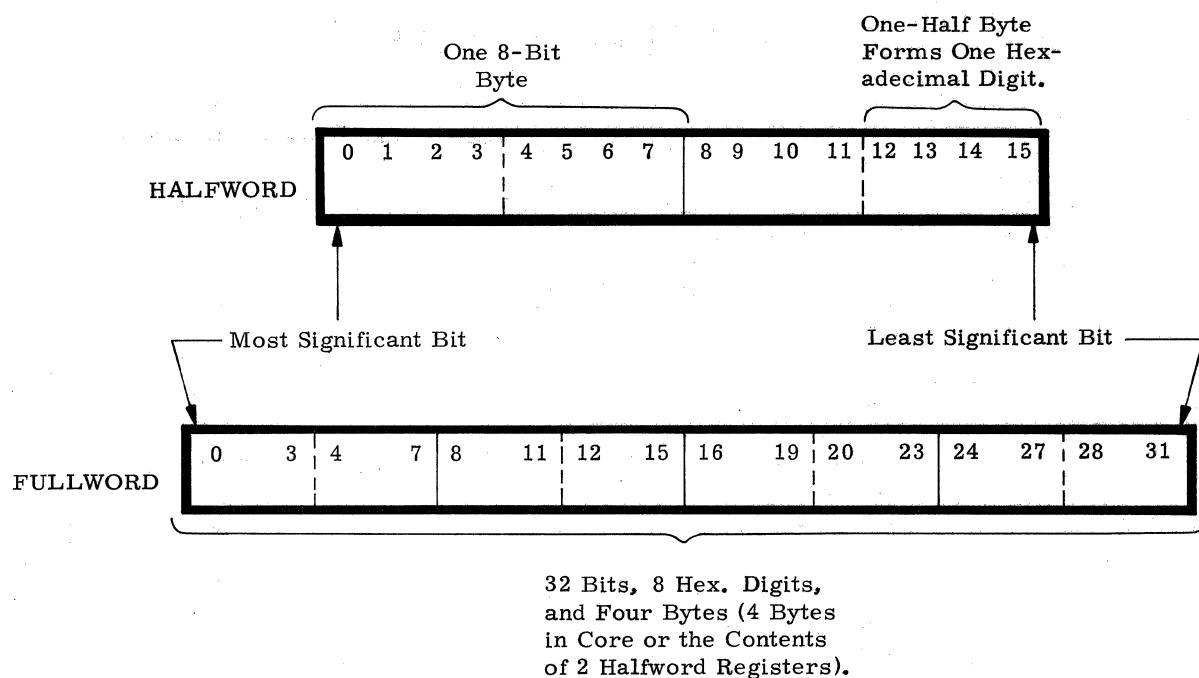 One 8-Bit
Byte
One-Half Byte
Forms One Hex-
adecimal Digit.
0 1 2 3 4 5 6 7 8 9 10 11 12 13 14 15
HALFWORD
Most Significant Bit
Least Significant Bit
0 3 4 7 8 11 12 15 16 19 20 23 24 27 28 31
FULLWORD
32 Bits, 8 Hex. Digits,
and Four Bytes (4 Bytes
in Core or the Contents
of 2 Halfword Registers).